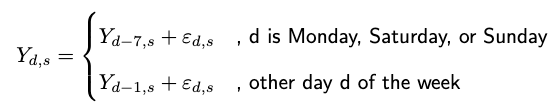 Y_{d,s} = { Y_{d−7,s} + ε_{d,s} , d is Monday, Saturday, or Sunday
Y_{d−1,s} + ε_{d,s} , other day d of the week